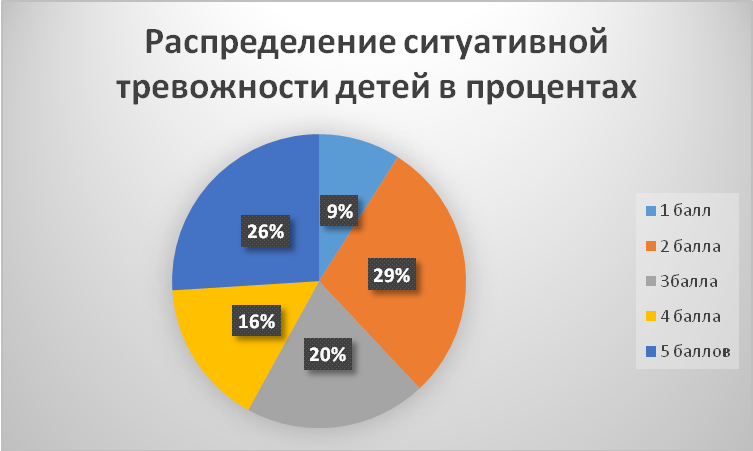 Распределение ситуативной
тревожности детей в процентах
9%
29%
20%
16%
26%
1 балл
2 балла
3балла
4 балла
5 баллов